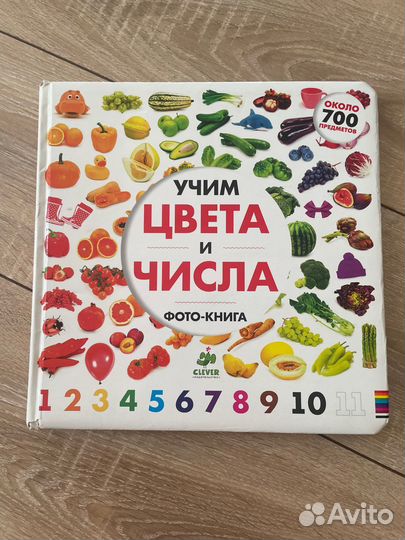 ОКОЛО
700
ПРЕДМЕТОВ
УЧИМ
ЦВЕТА
И
ЧИСЛА
ФОТО-КНИГА
CLEVER
ИЗДАТЕЛЬСТВО
1 2 3 4 5 6 7 8 9 10 11
Avito